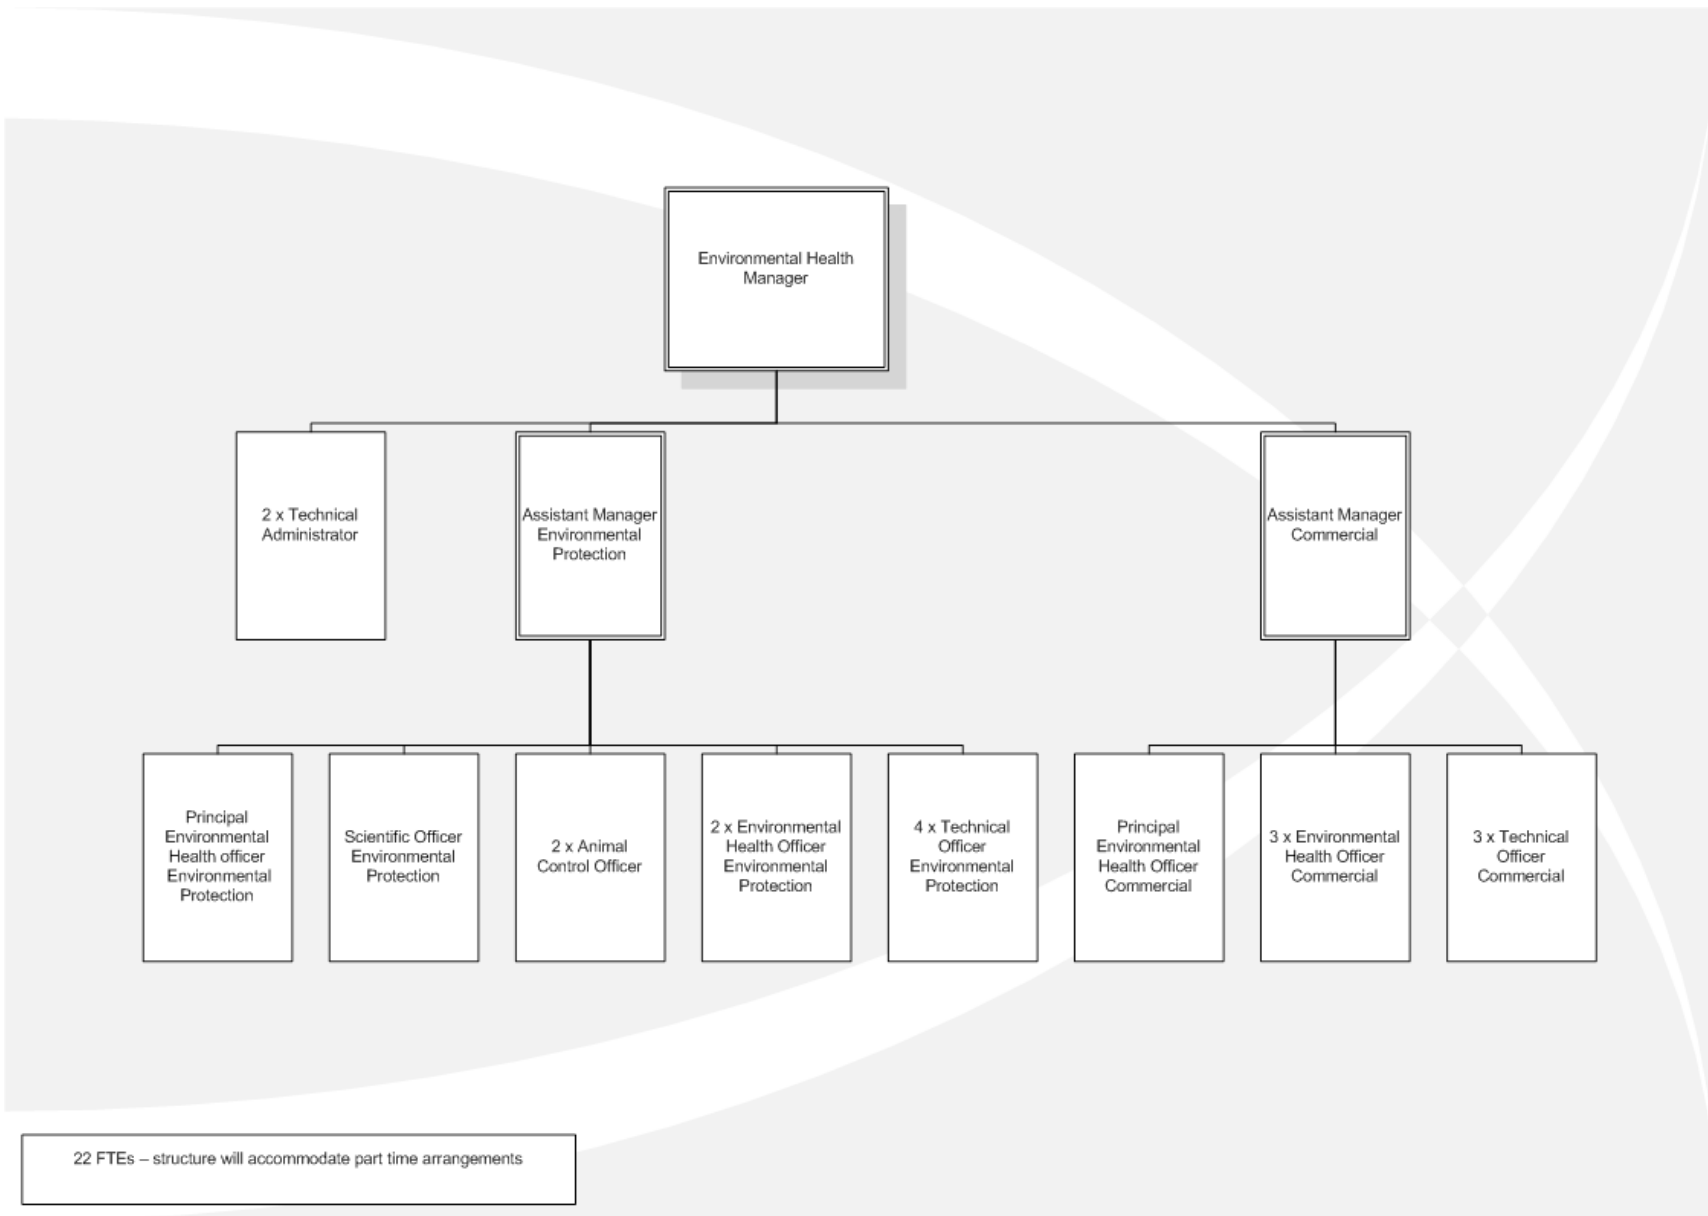 Environmental Health
Manager
2 x Technical
Administrator
Assistant Manager
Environmental
Protection
Assistant Manager
Commercial
Principal
Environmental
Health officer
Environmental
Protection
Scientific Officer
Environmental
Protection
2 x Animal
Control Officer
2 x Environmental
Health Officer
Environmental
Protection
4 x Technical
Officer
Environmental
Protection
Principal
Environmental
Health Officer
Commercial
3 x Environmental
Health Officer
Commercial
3 x Technical
Officer
Commercial
22 FTEs – structure will accommodate part time arrangements